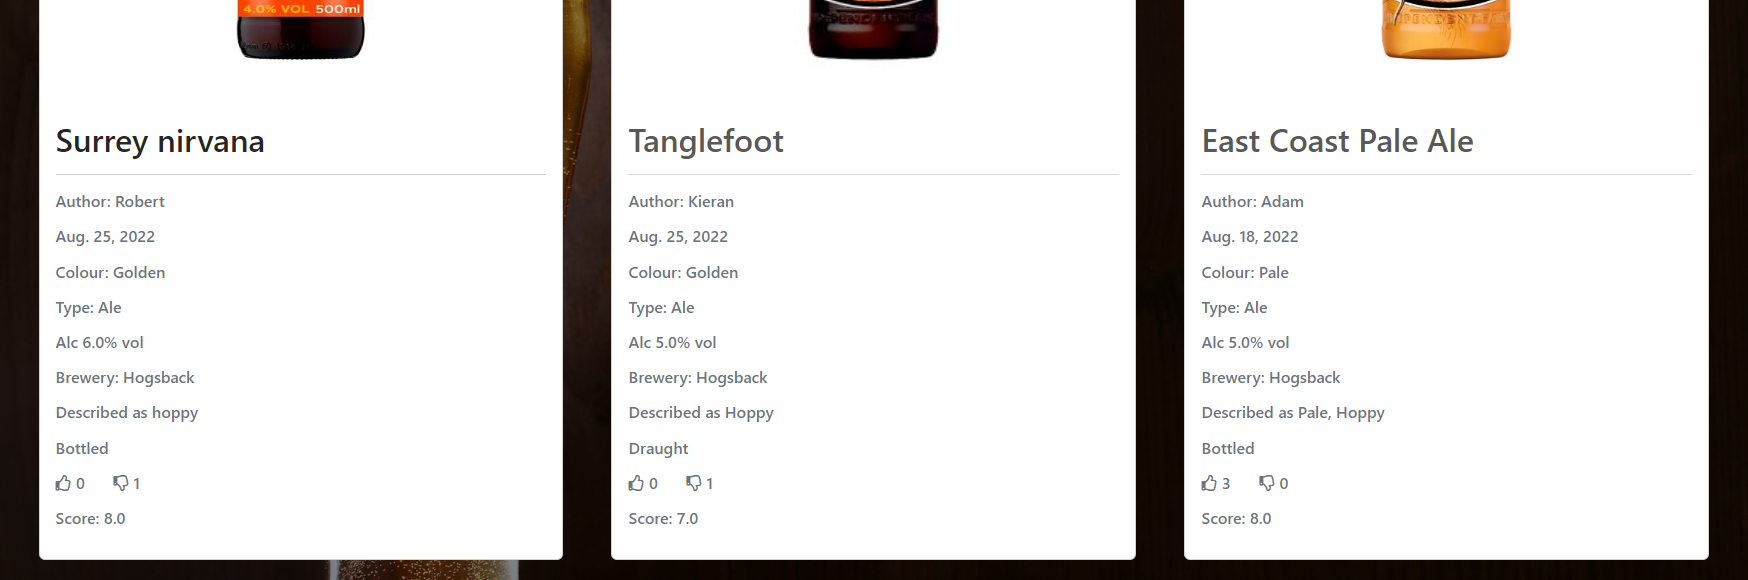 4.0% VOL 500ml
Surrey nirvana
Author: Robert
Aug. 25, 2022
Colour: Golden
Type: Ale
Alc 6.0% vol
Brewery: Hogsback
Described as hoppy
Bottled
0 1
Score: 8.0
Tanglefoot
Author: Kieran
Aug. 25, 2022
Colour: Golden
Type: Ale
Alc 5.0% vol
Brewery: Hogsback
Described as Hoppy
Draught
0 1
Score: 7.0
East Coast Pale Ale
Author: Adam
Aug. 18, 2022
Colour: Pale
Type: Ale
Alc 5.0% vol
Brewery: Hogsback
Described as Pale, Hoppy
Bottled
3 0
Score: 8.0